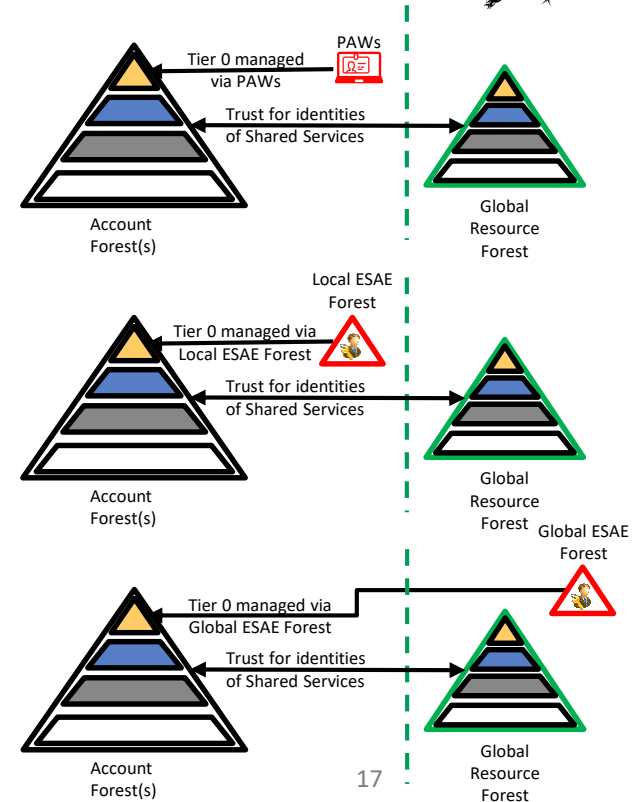 PAWs
Tier 0 managed
via PAWs
Trust for identities
of Shared Services
Account
Forest(s)
Global
Resource
Forest
Local ESAE
Forest
Tier 0 managed via
Local ESAE Forest
Trust for identities
of Shared Services
Account
Forest(s)
Global
Resource
Forest
Global ESAE
Forest
Tier 0 managed via
Global ESAE Forest
Trust for identities
of Shared Services
Account
Forest(s)
17
Global
Resource
Forest